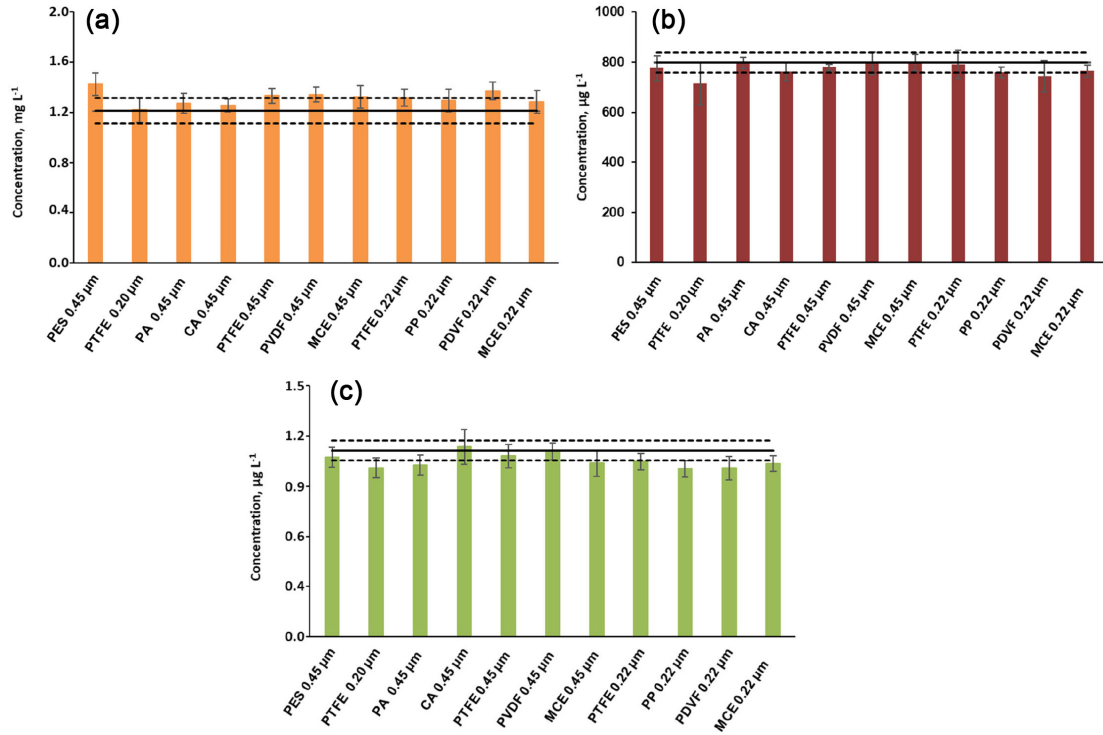 (a)
Concentration, mg L-1
2.0
1.6
1.2
0.8
0.4
0.0
PES 0.45 µm
PTFE 0.20 µm
PA 0.45 µm
CA 0.45 µm
PTFE 0.45 µm
PVDF 0.45 µm
MCE 0.45 µm
PTFE 0.22 µm
PP 0.22 µm
PDVF 0.22 µm
MCE 0.22 µm
(b)
Concentration, µg L-1
1000
800
600
400
200
0
PES 0.45 µm
PTFE 0.20 µm
PA 0.45 µm
CA 0.45 µm
PTFE 0.45 µm
PVDF 0.45 µm
MCE 0.45 µm
PTFE 0.22 µm
PP 0.22 µm
PDVF 0.22 µm
MCE 0.22 µm
(c)
Concentration, µg L-1
1.5
1.2
0.9
0.6
0.4
0.0
PES 0.45 µm
PTFE 0.20 µm
PA 0.45 µm
CA 0.45 µm
PTFE 0.45 µm
PVDF 0.45 µm
MCE 0.45 µm
PTFE 0.22 µm
PP 0.22 µm
PDVF 0.22 µm
MCE 0.22 µm